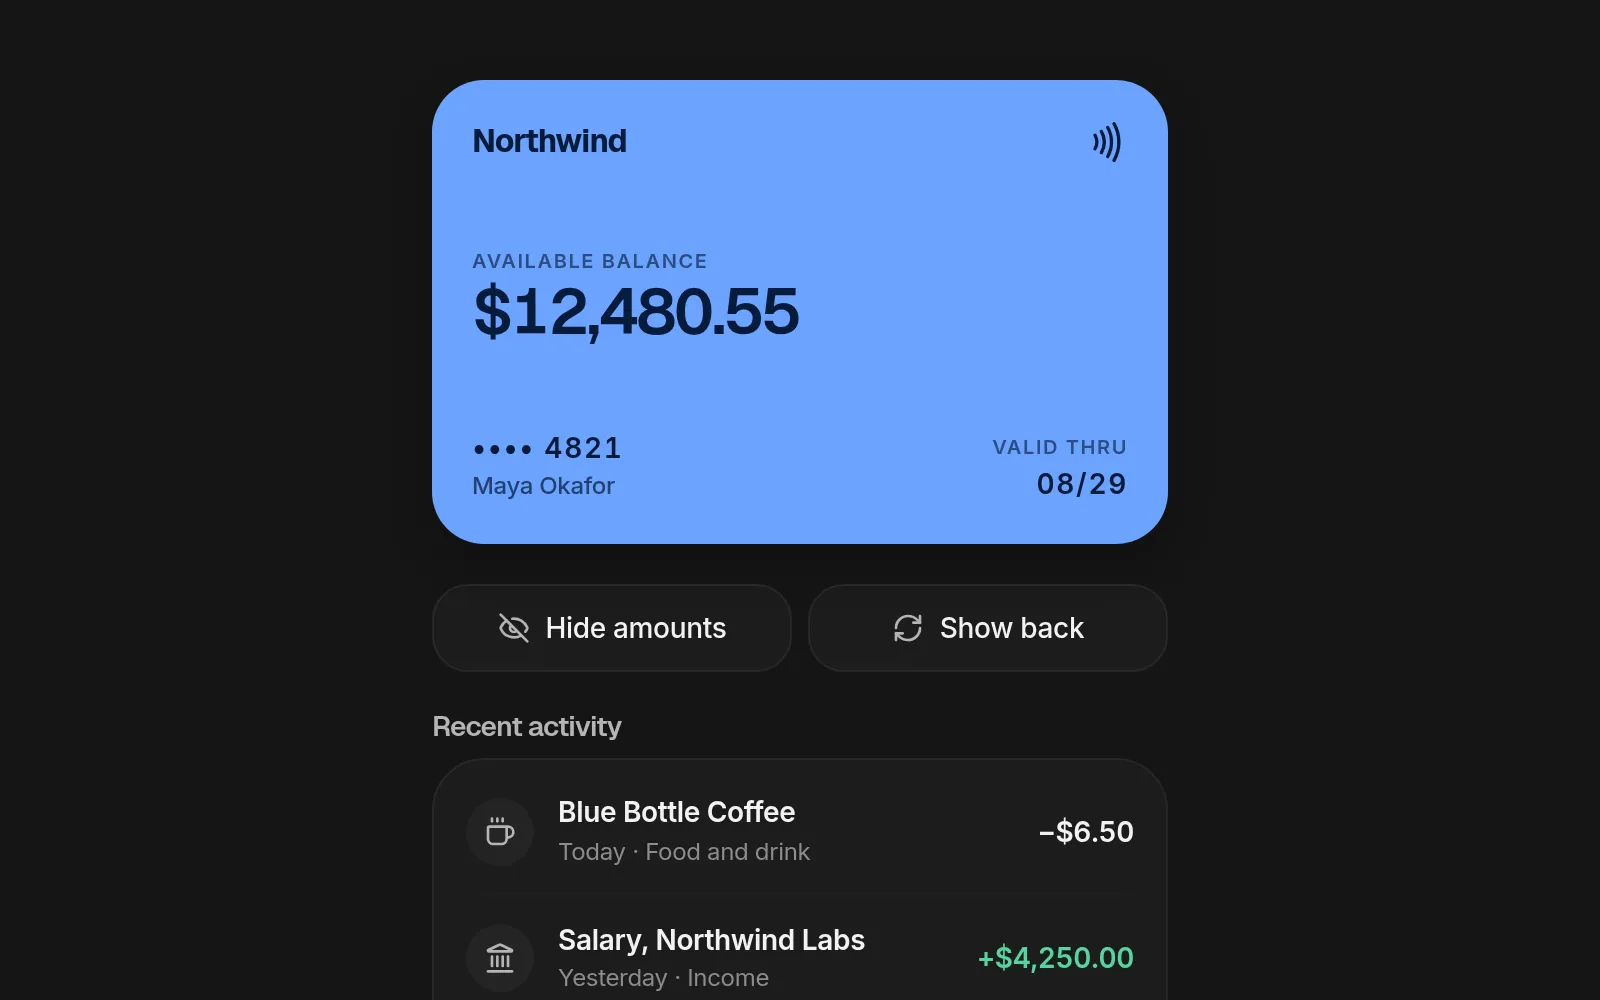 Northwind
AVAILABLE BALANCE
$12,480.55
•••• 4821
Maya Okafor
VALID THRU
08/29
Hide amounts
Show back
Recent activity
Blue Bottle Coffee
Today · Food and drink
−$6.50
Salary, Northwind Labs
Yesterday · Income
+$4,250.00